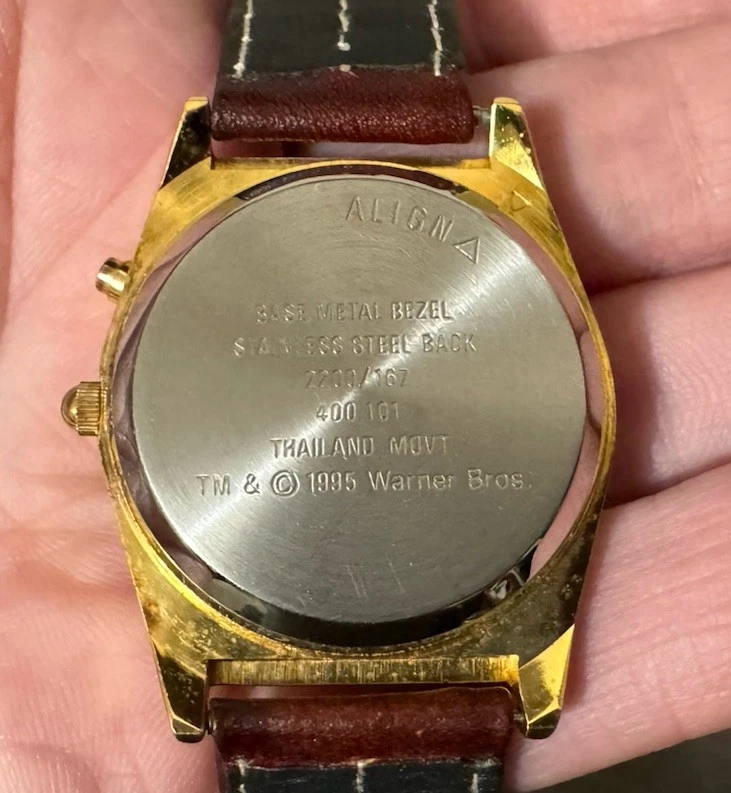 ALIGN △
BASE METAL BEZEL
STAINLESS STEEL BACK
2200/167
400 101
THAILAND MOVT
TM & © 1995 Warner Bros.